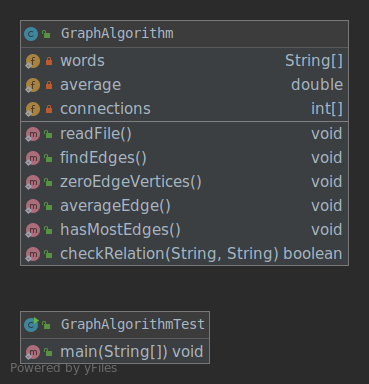 GraphAlgorithm
words String[]
average double
connections int[]
readFile() void
findEdges() void
zeroEdgeVertices() void
averageEdge() void
hasMostEdges() void
checkRelation(String, String) boolean
GraphAlgorithmTest
main(String[]) void
Powered by yFiles